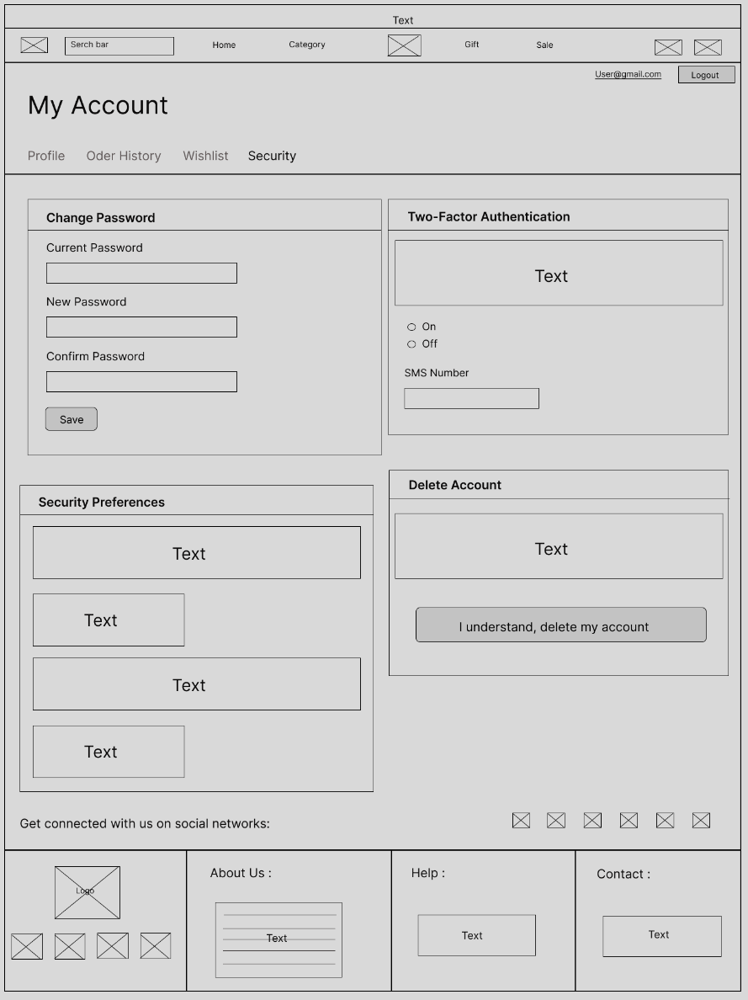 Text
Serch bar
Home
Category
Gift
Sale
User@gmail.com
Logout
My Account
Profile
Oder History
Wishlist
Security
Change Password
Current Password
New Password
Confirm Password
Save
Two-Factor Authentication
Text
On
Off
SMS Number
Security Preferences
Text
Text
Text
Text
Delete Account
Text
I understand, delete my account
Get connected with us on social networks:
Logo
About Us :
Text
Help :
Text
Contact :
Text